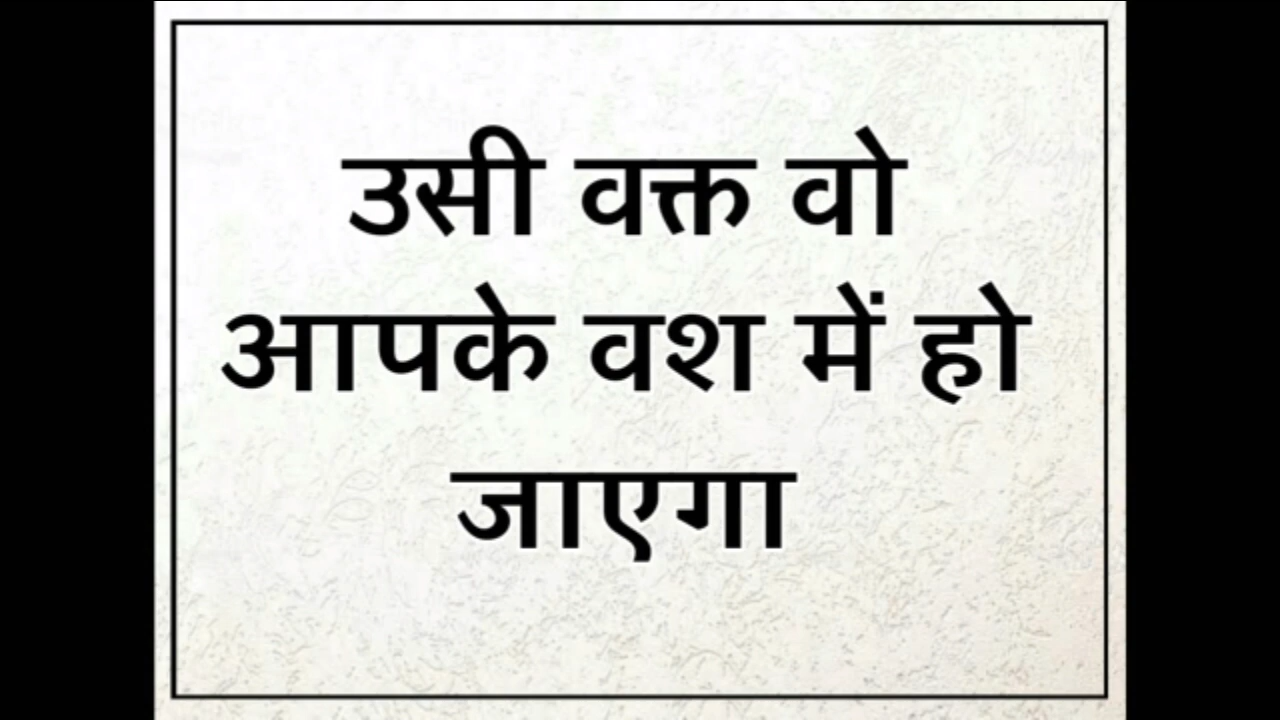 उसी वक्त वो
आपके वश में हो
जाएगा